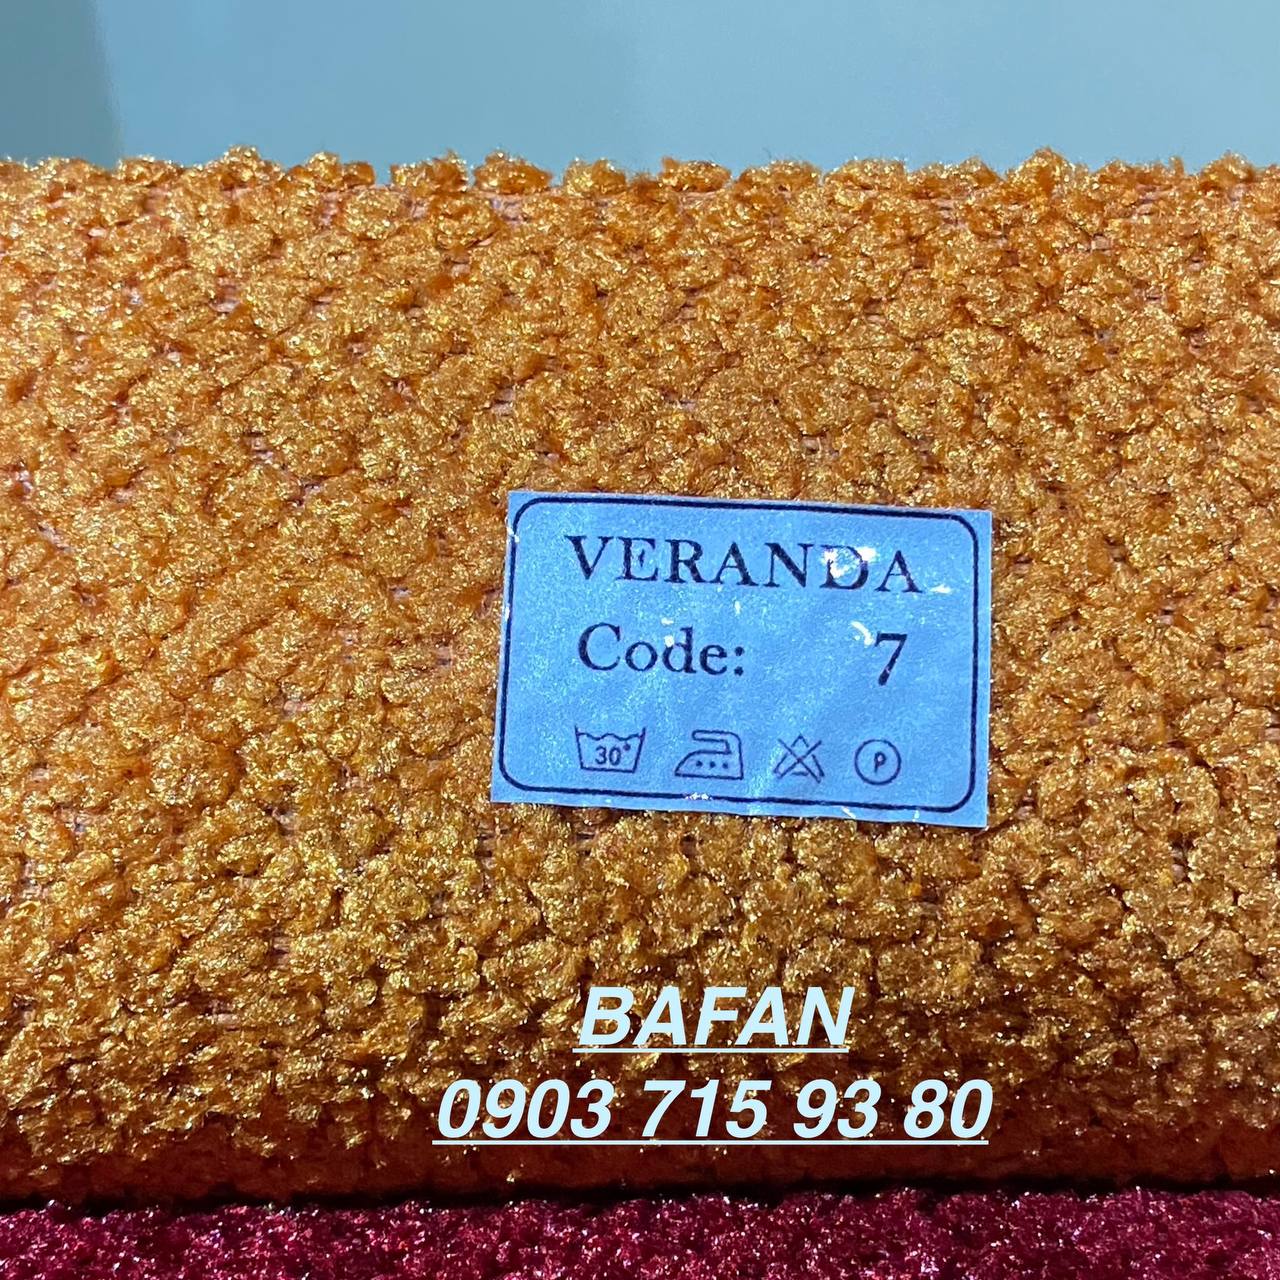 VERANDA
Code: 7
30°
P
BAFAN
0903 715 93 80